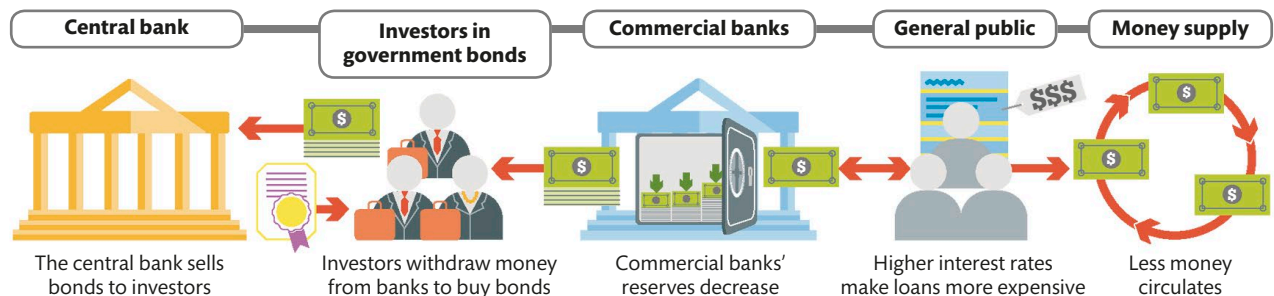 Central bank
Investors in
government bonds
Commercial banks
General public
Money supply
$
$
$
$$$
$
$
$
The central bank sells
bonds to investors
Investors withdraw money
from banks to buy bonds
Commercial banks’
reserves decrease
Higher interest rates
make loans more expensive
Less money
circulates